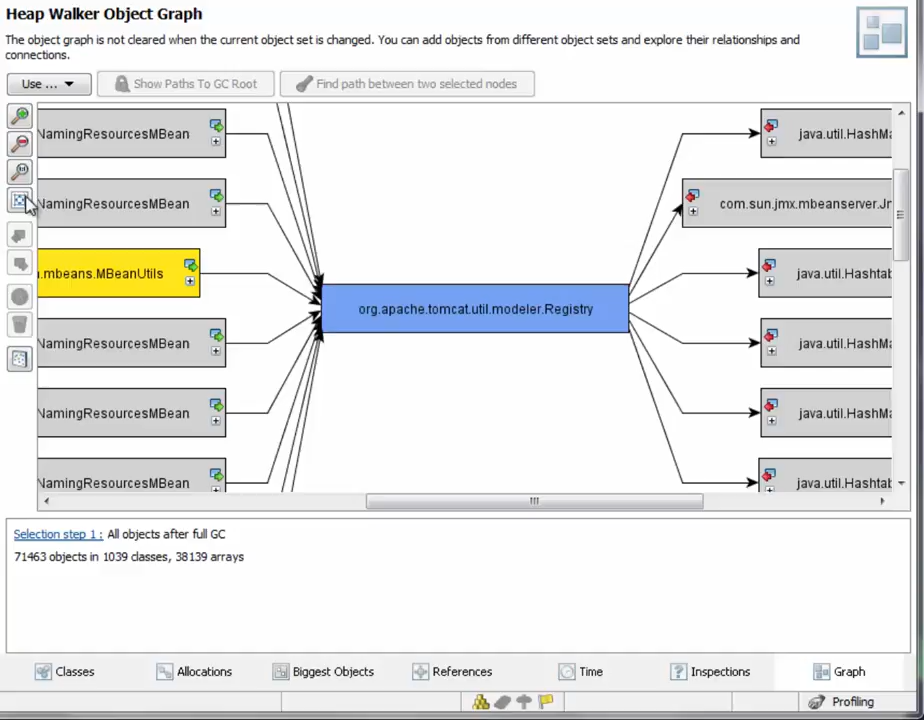 Heap Walker Object Graph
The object graph is not cleared when the current object set is changed. You can add objects from different object sets and explore their relationships and
connections.
Use ...
Show Paths To GC Root
Find path between two selected nodes
NamingResourcesMBean
java.util.HashMa
NamingResourcesMBean
com.sun.jmx.mbeanserver.Jr
.mbeans.MBeanUtils
java.util.Hashtab
org.apache.tomcat.util.modeler.Registry
NamingResourcesMBean
java.util.HashMa
NamingResourcesMBean
java.util.HashMa
NamingResourcesMBean
java.util.Hashtab
Selection step 1 : All objects after full GC
71463 objects in 1039 classes, 38139 arrays
Classes
Allocations
Biggest Objects
References
Time
Inspections
Graph
Profiling